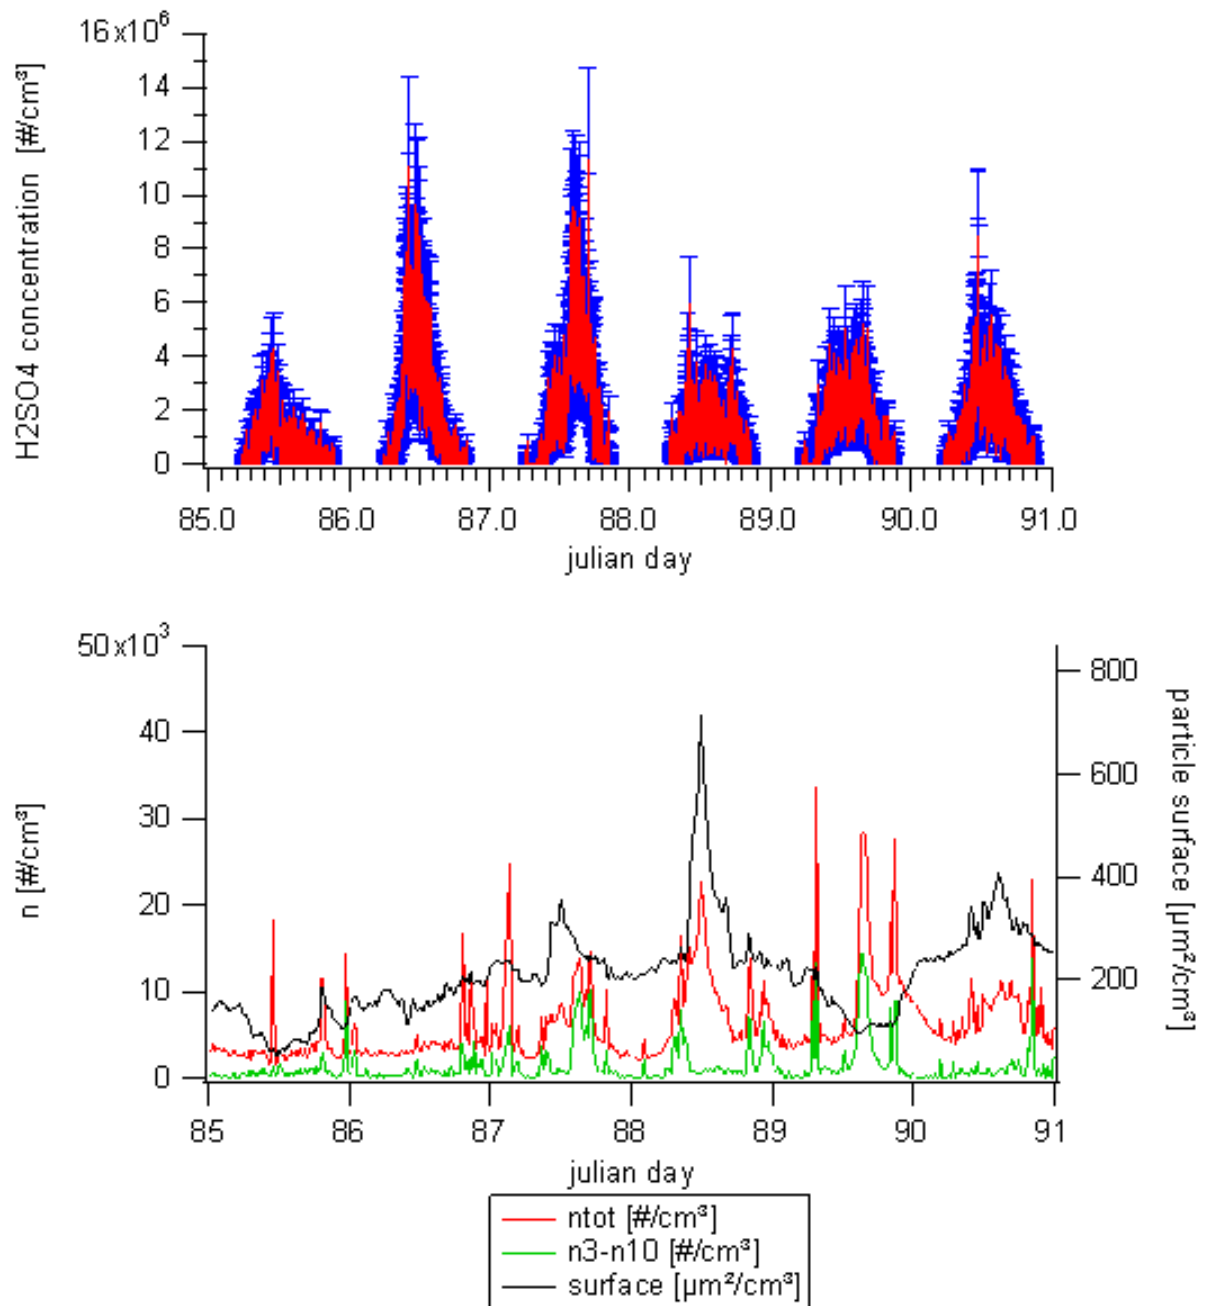 16x10⁶
14
12
10
8
6
4
2
0
H2SO4 concentration [#/cm³]
85.0 86.0 87.0 88.0 89.0 90.0 91.0
julian day
50x10³
40
30
20
10
0
n [#/cm³]
800
600
400
200
particle surface [µm²/cm³]
85 86 87 88 89 90 91
julian day
ntot [#/cm³]
n3-n10 [#/cm³]
surface [µm²/cm³]